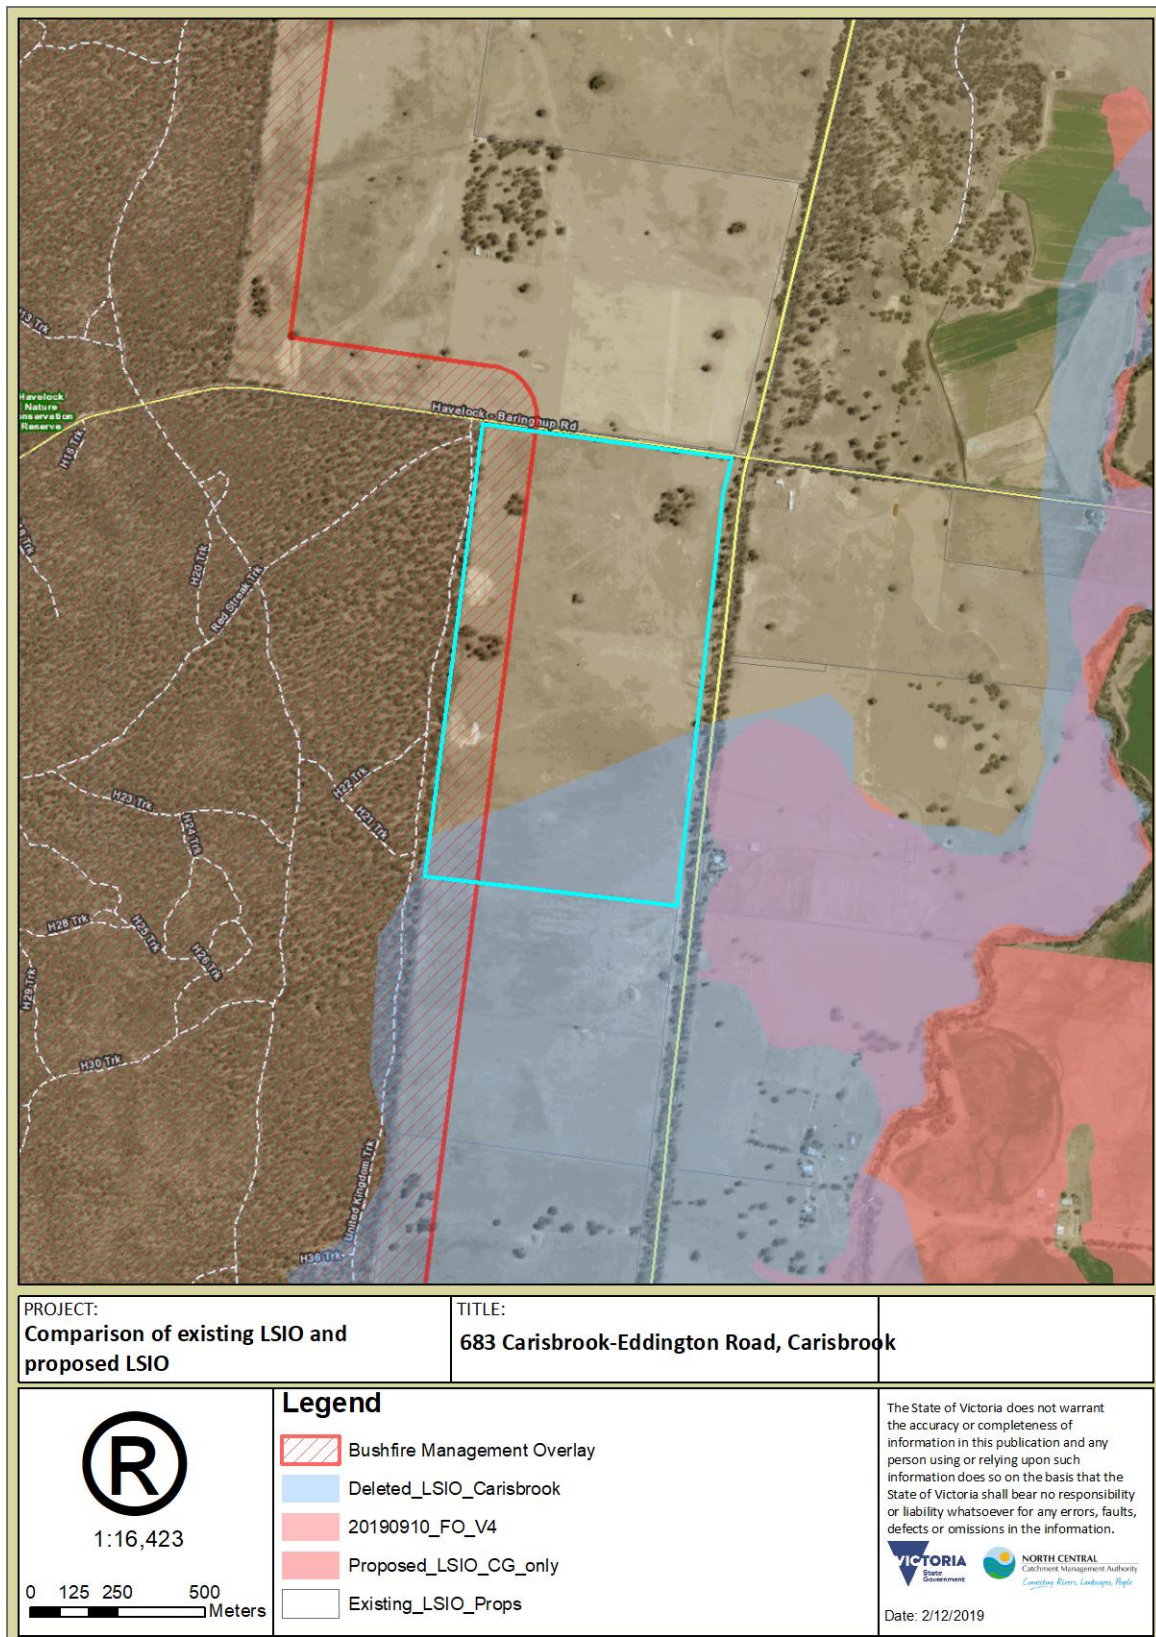 H13 Trk
Havelock
Nature
Conservation
Reserve
H16 Trk
Havelock - Baringhup Rd
H20 Trk
Red Streak Trk
H22 Trk
H21 Trk
H23 Trk
H24 Trk
H28 Trk
H25 Trk
H26 Trk
H29 Trk
H30 Trk
United Kingdom Trk
H36 Trk
PROJECT:
Comparison of existing LSIO and
proposed LSIO
TITLE:
683 Carisbrook-Eddington Road, Carisbrook
R
1:16,423
0 125 250 500
Meters
Legend
Bushfire Management Overlay
Deleted_LSIO_Carisbrook
20190910_FO_V4
Proposed_LSIO_CG_only
Existing_LSIO_Props
The State of Victoria does not warrant
the accuracy or completeness of
information in this publication and any
person using or relying upon such
information does so on the basis that the
State of Victoria shall bear no responsibility
or liability whatsoever for any errors, faults,
defects or omissions in the information.
VICTORIA
State
Government
NORTH CENTRAL
Catchment Management Authority
Connecting Rivers, Landscapes, People
Date: 2/12/2019